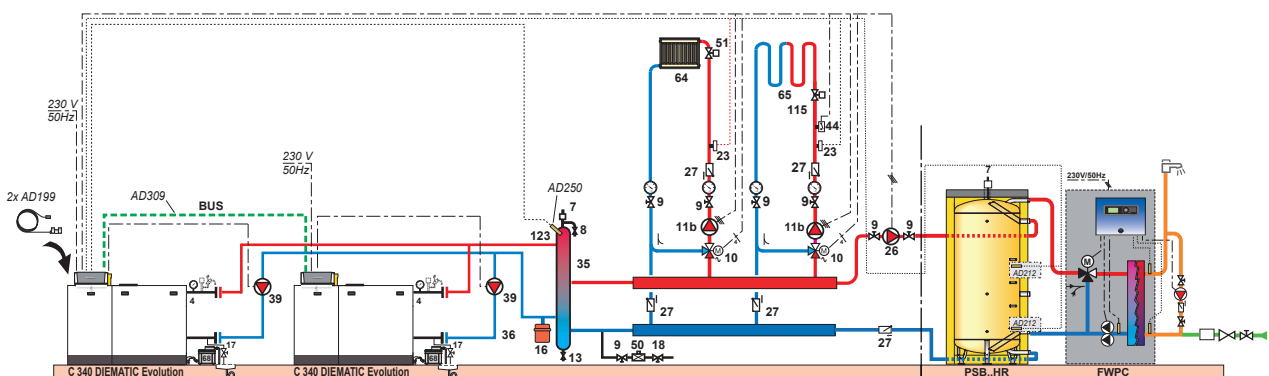 51
64
65
115
230 V
50Hz
44
23
23
2x AD199
AD309
BUS
230 V
50Hz
AD250
7
8
123
27
27
7
230V/50Hz
9
9
9
9
11b
11b
9
9
26
M
10
M
10
35
M
AD212
4
39
4
39
36
16
27
27
AD212
17
17
68
68
13
9
50
18
27
C 340 DIEMATIC Evolution
C 340 DIEMATIC Evolution
PSB..HR
FWPC